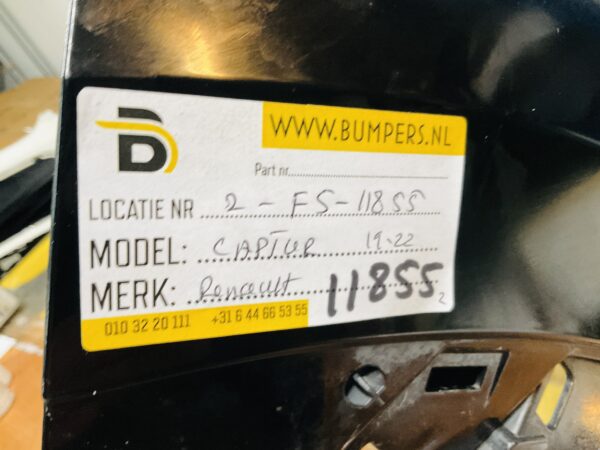 WWW.BUMPERS.NL
Part nr.
LOCATIE NR 2 - FS - 11855
MODEL: CAPTUR 19-22
MERK: Renault 11855 2
010 32 20 111 +31 6 44 66 53 55